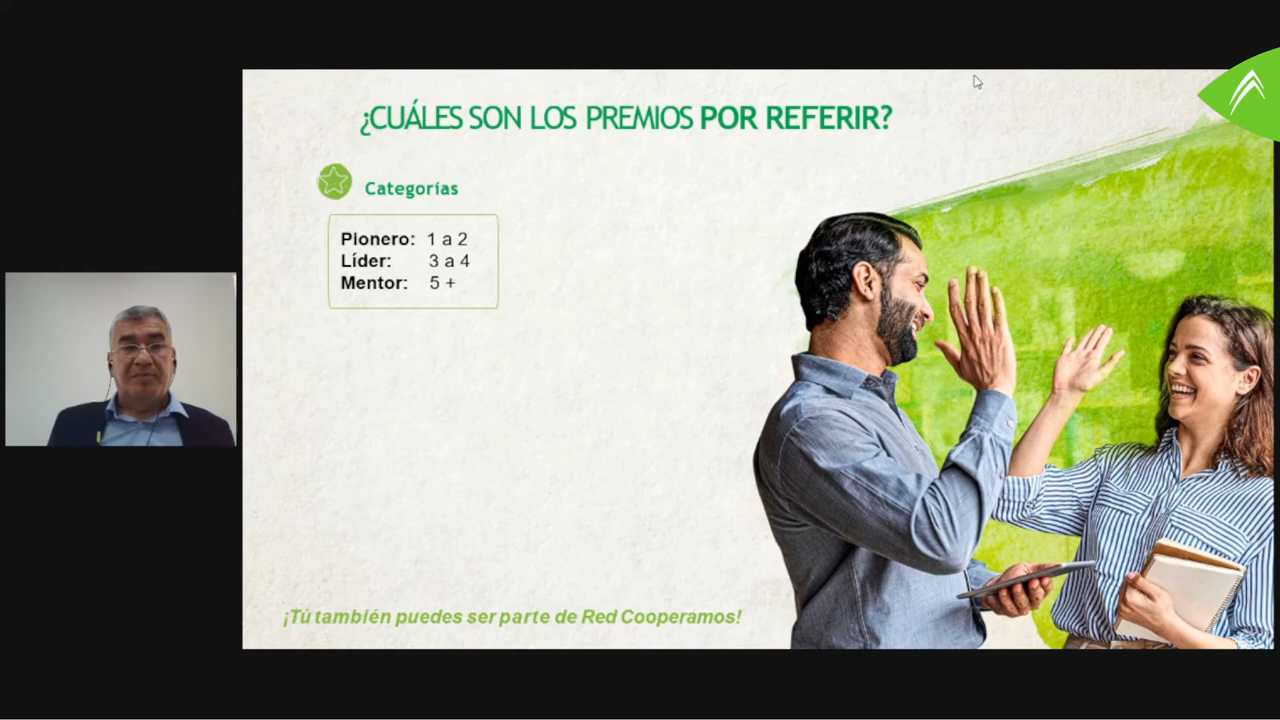 ¿CUÁLES SON LOS PREMIOS POR REFERIR?
Categorías
Pionero: 1 a 2
Líder: 3 a 4
Mentor: 5 +
¡Tú también puedes ser parte de Red Cooperamos!